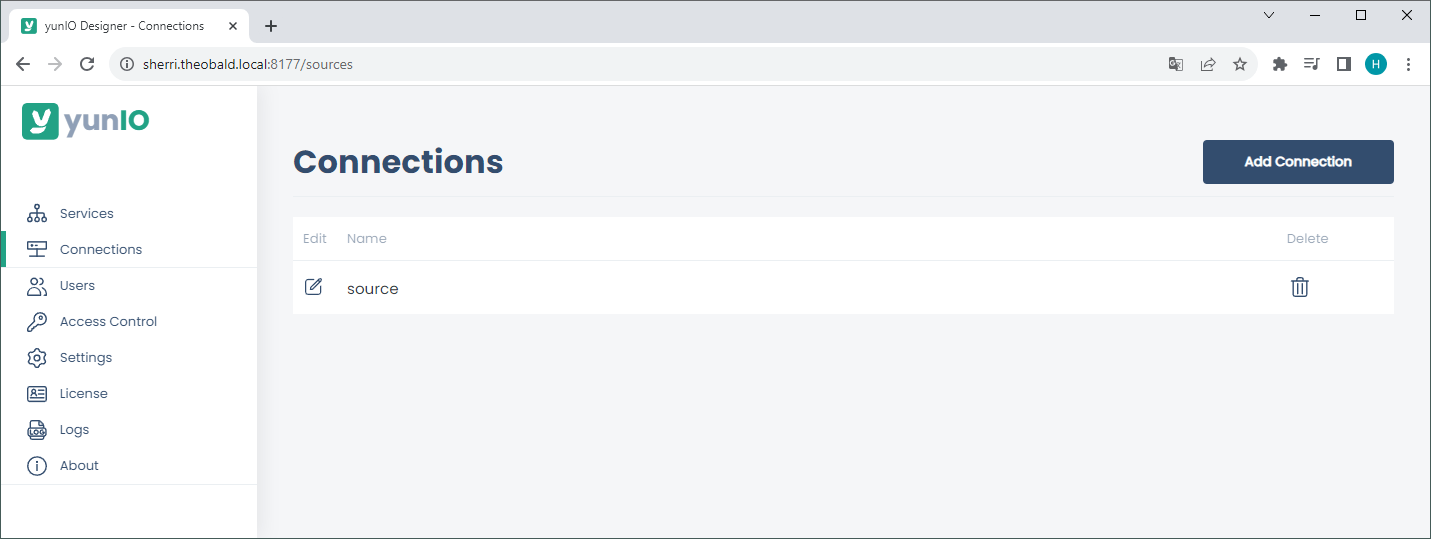 yunIO Designer - Connections
sherri.theobald.local:8177/sources
H
yunIO
Connections
Add Connection
Services
Connections
Users
Access Control
Settings
License
LOG
Logs
About
Edit Name Delete
source